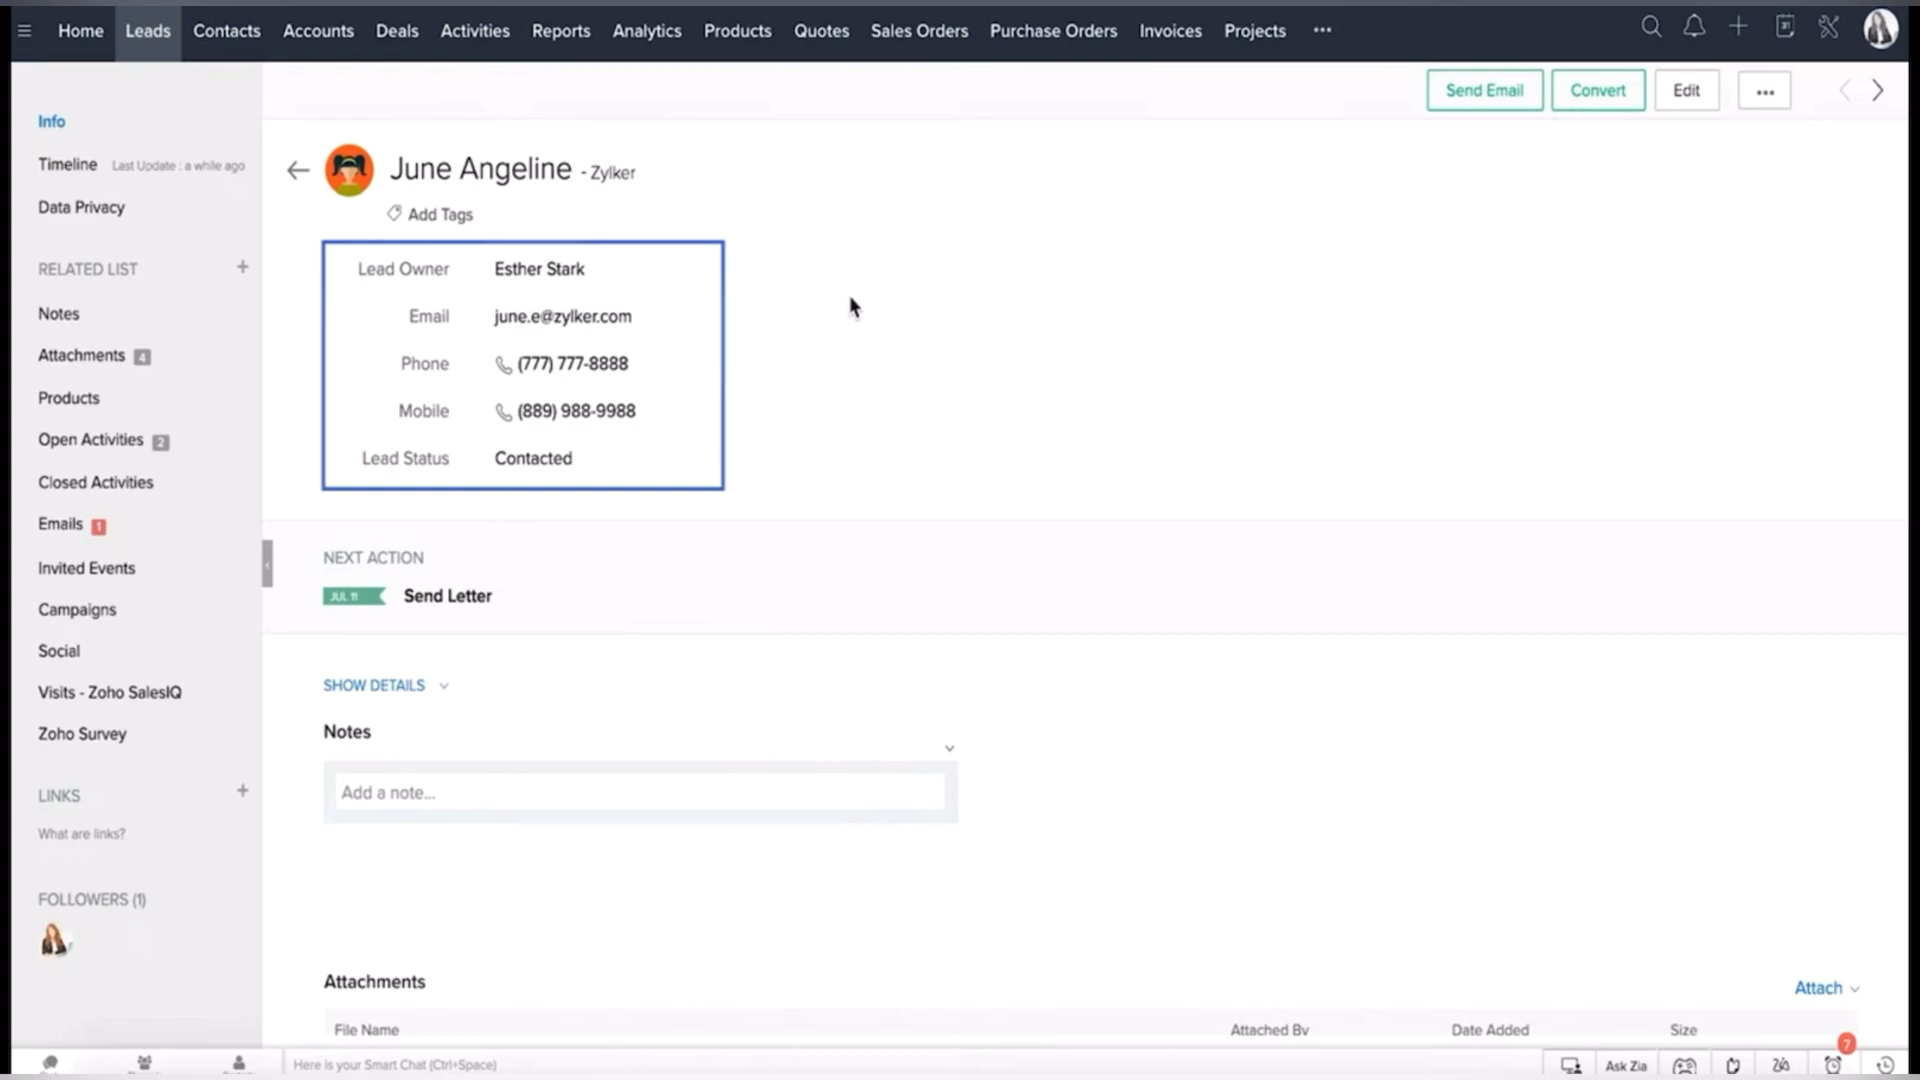 Home Leads Contacts Accounts Deals Activities Reports Analytics Products Quotes Sales Orders Purchase Orders Invoices Projects •••
Send Email Convert Edit •••
Info
Timeline Last Update : a while ago
Data Privacy
RELATED LIST +
Notes
Attachments 4
Products
Open Activities 2
Closed Activities
Emails 1
Invited Events
Campaigns
Social
Visits - Zoho SalesIQ
Zoho Survey
LINKS +
What are links?
FOLLOWERS (1)
June Angeline - Zylker
Add Tags
Lead Owner Esther Stark
Email june.e@zylker.com
Phone (777) 777-8888
Mobile (889) 988-9988
Lead Status Contacted
NEXT ACTION
JUL 11 Send Letter
SHOW DETAILS
Notes
Add a note...
Attachments
Attach
File Name Attached By Date Added Size
7
Here is your Smart Chat (Ctrl+Space)
Ask Zia